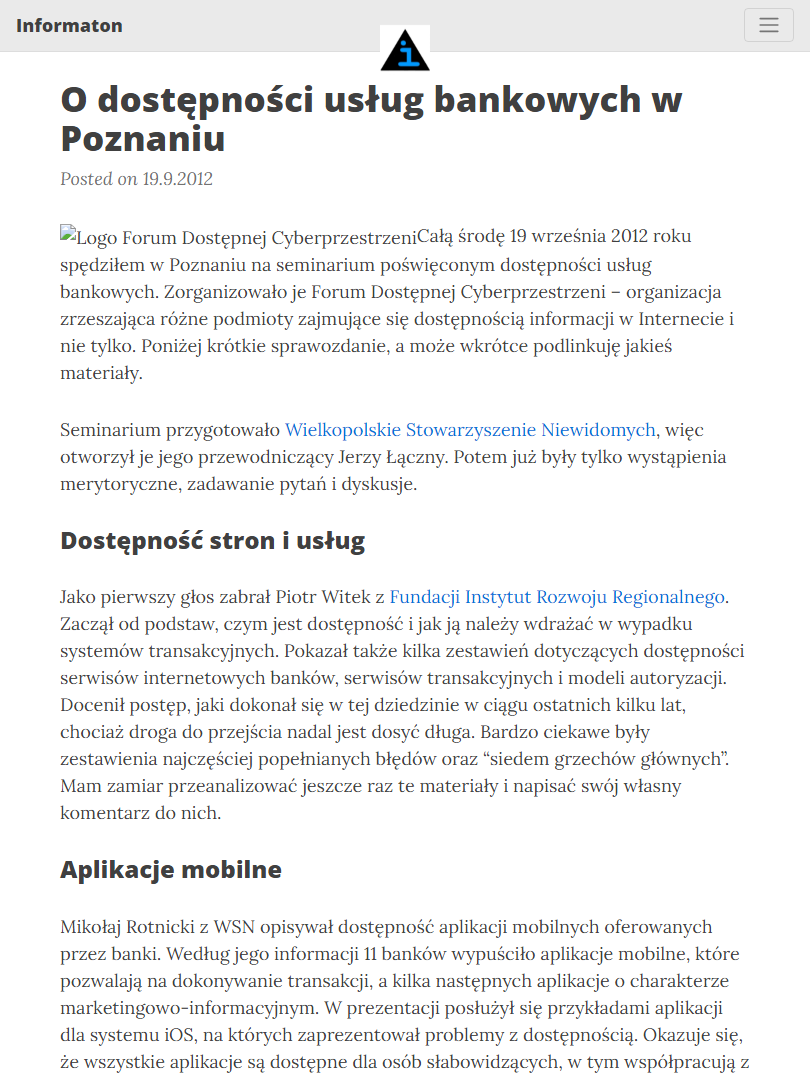 Informaton
i
O dostępności usług bankowych w
Poznaniu
Posted on 19.9.2012
Logo Forum Dostępnej CyberprzestrzeniCałą środę 19 września 2012 roku
spędziłem w Poznaniu na seminarium poświęconym dostępności usług
bankowych. Zorganizowało je Forum Dostępnej Cyberprzestrzeni – organizacja
zrzeszająca różne podmioty zajmujące się dostępnością informacji w Internecie i
nie tylko. Poniżej krótkie sprawozdanie, a może wkrótce podlinkuję jakieś
materiały.
Seminarium przygotowało Wielkopolskie Stowarzyszenie Niewidomych, więc
otworzył je jego przewodniczący Jerzy Łączny. Potem już były tylko wystąpienia
merytoryczne, zadawanie pytań i dyskusje.
Dostępność stron i usług
Jako pierwszy głos zabrał Piotr Witek z Fundacji Instytut Rozwoju Regionalnego.
Zaczął od podstaw, czym jest dostępność i jak ją należy wdrażać w wypadku
systemów transakcyjnych. Pokazał także kilka zestawień dotyczących dostępności
serwisów internetowych banków, serwisów transakcyjnych i modeli autoryzacji.
Docenił postęp, jaki dokonał się w tej dziedzinie w ciągu ostatnich kilku lat,
chociaż droga do przejścia nadal jest dosyć długa. Bardzo ciekawe były
zestawienia najczęściej popełnianych błędów oraz “siedem grzechów głównych”.
Mam zamiar przeanalizować jeszcze raz te materiały i napisać swój własny
komentarz do nich.
Aplikacje mobilne
Mikołaj Rotnicki z WSN opisywał dostępność aplikacji mobilnych oferowanych
przez banki. Według jego informacji 11 banków wypuściło aplikacje mobilne, które
pozwalają na dokonywanie transakcji, a kilka następnych aplikacje o charakterze
marketingowo-informacyjnym. W prezentacji posłużył się przykładami aplikacji
dla systemu iOS, na których zaprezentował problemy z dostępnością. Okazuje się,
że wszystkie aplikacje są dostępne dla osób słabowidzących, w tym współpracują z